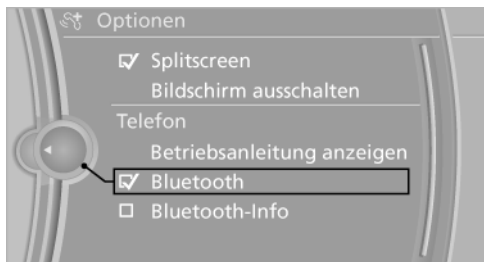 Optionen
Splitscreen
Bildschirm ausschalten
Telefon
Betriebsanleitung anzeigen
Bluetooth
Bluetooth-Info